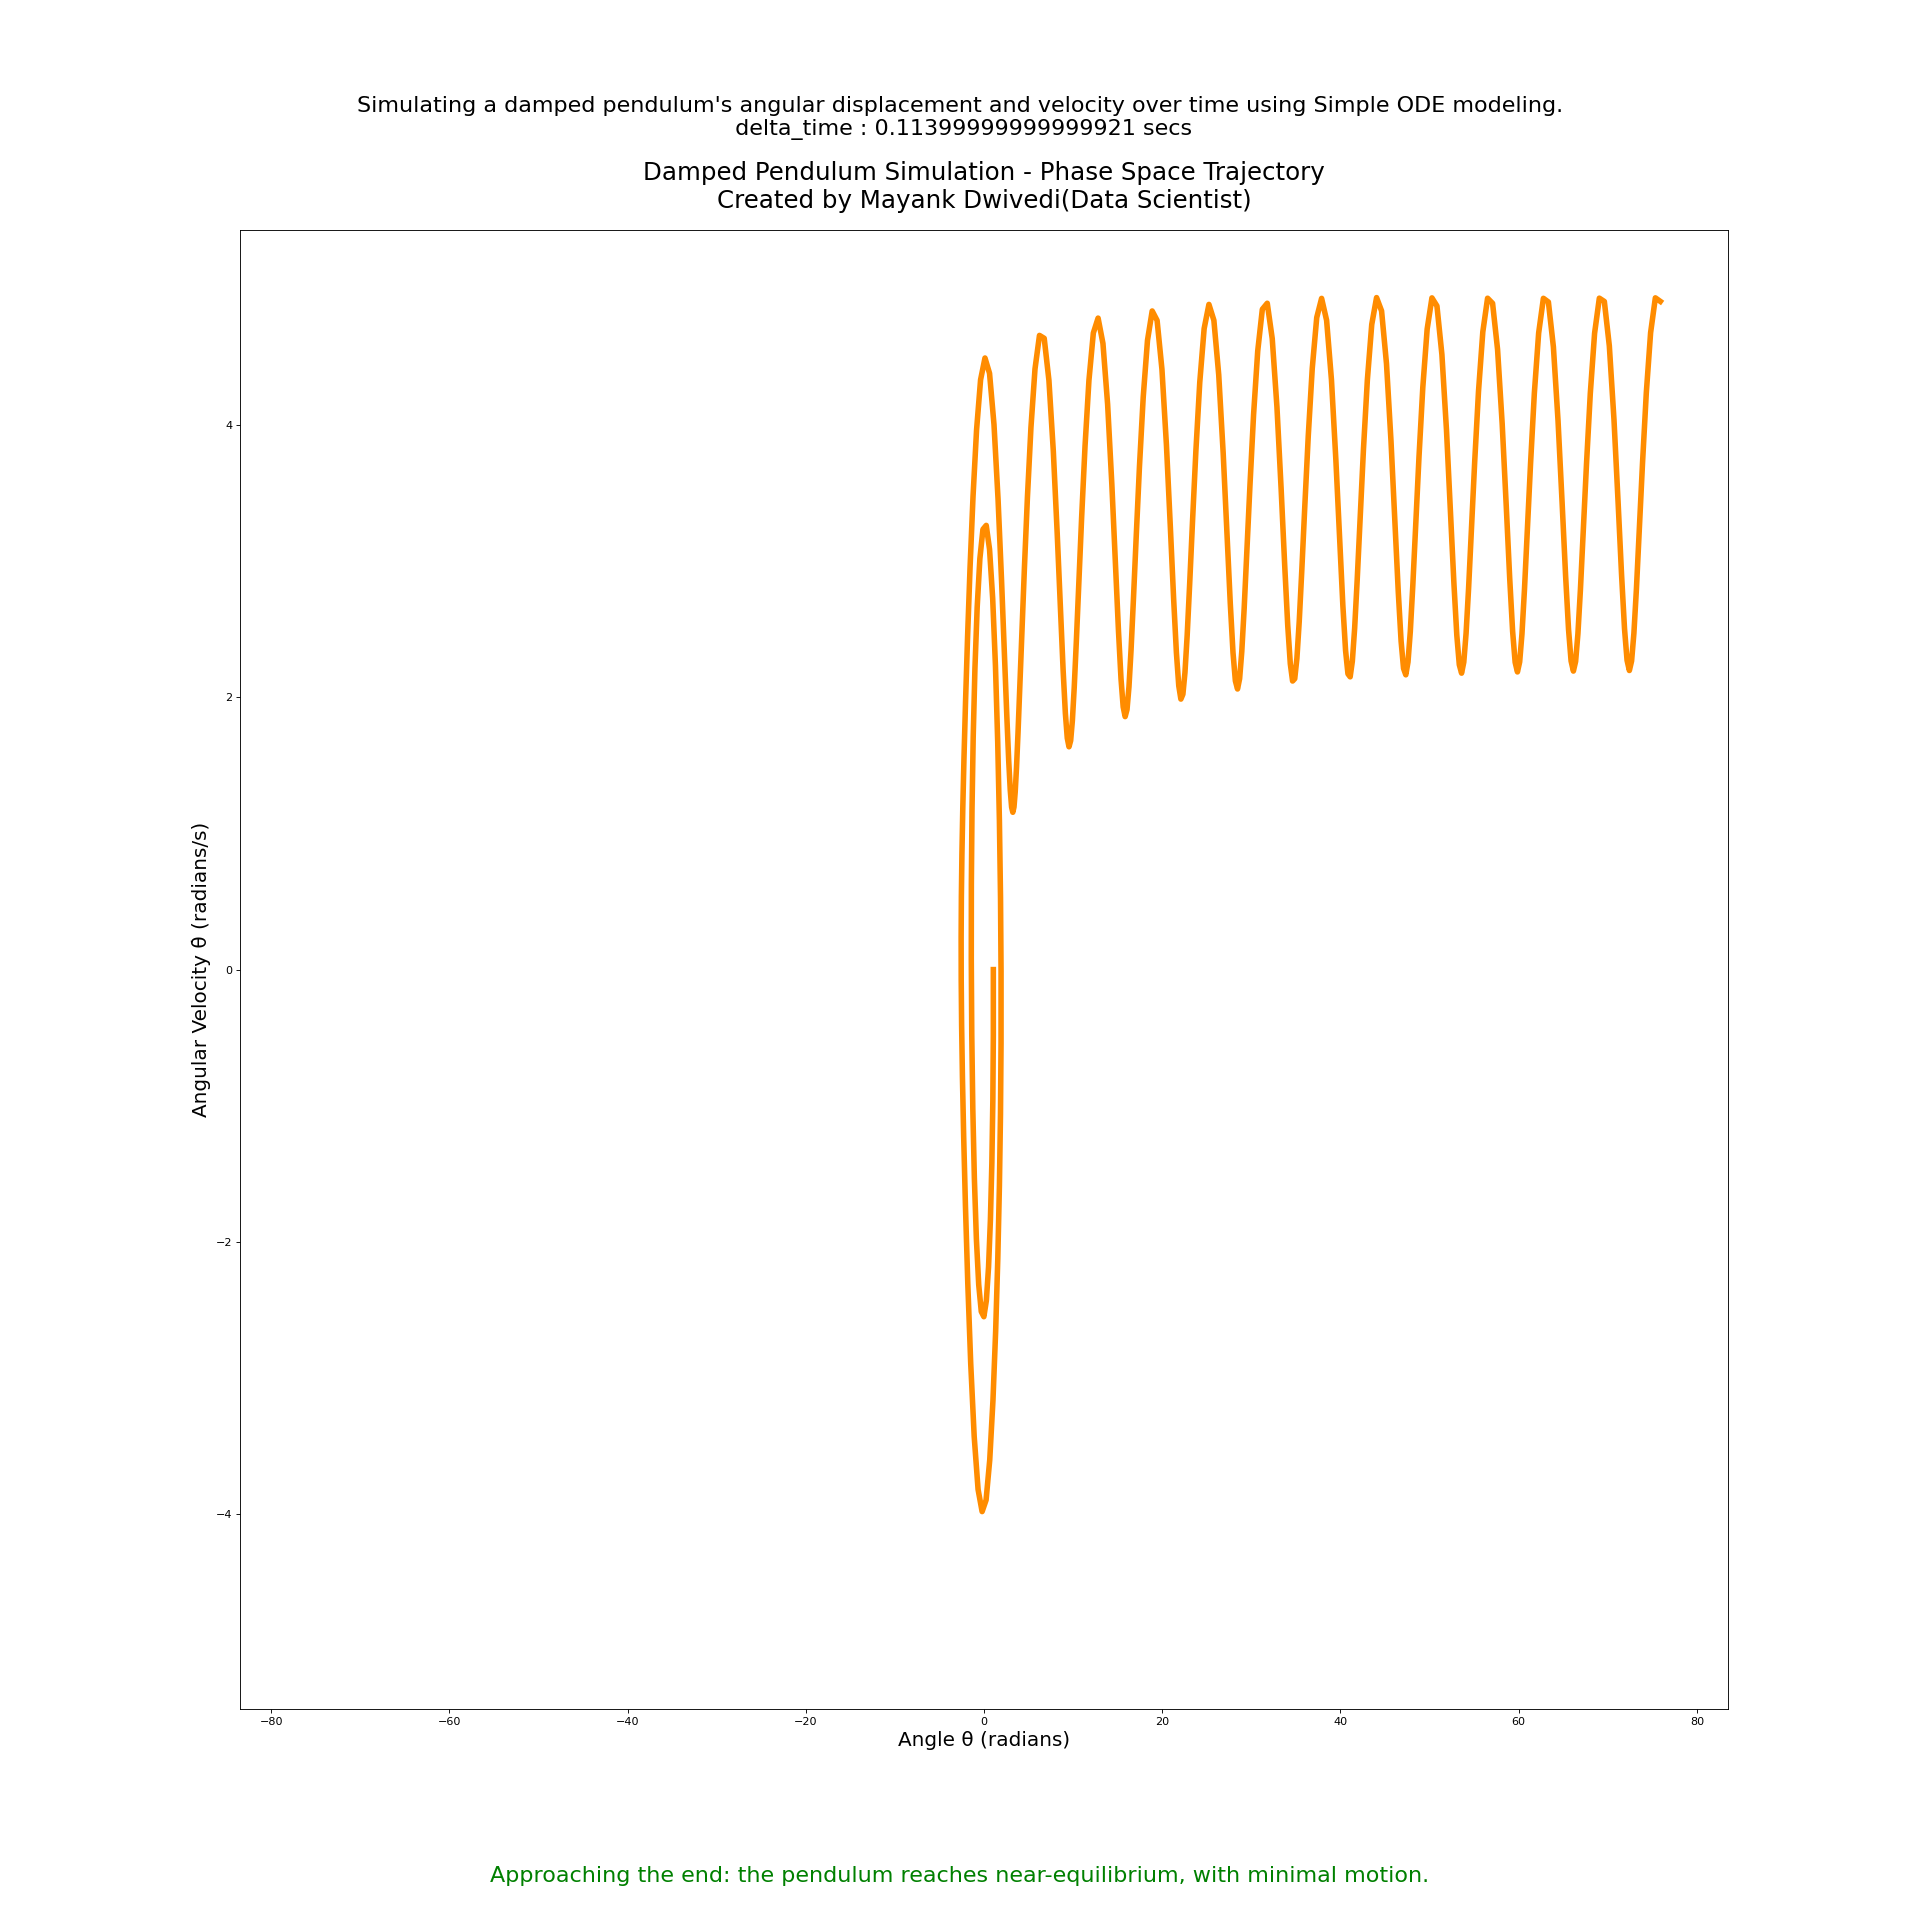 Simulating a damped pendulum's angular displacement and velocity over time using Simple ODE modeling.
delta_time : 0.11399999999999921 secs
Damped Pendulum Simulation - Phase Space Trajectory
Created by Mayank Dwivedi(Data Scientist)
Angular Velocity θ (radians/s)
4
2
0
−2
−4
−80
−60
−40
−20
0
20
40
60
80
Angle θ (radians)
Approaching the end: the pendulum reaches near-equilibrium, with minimal motion.